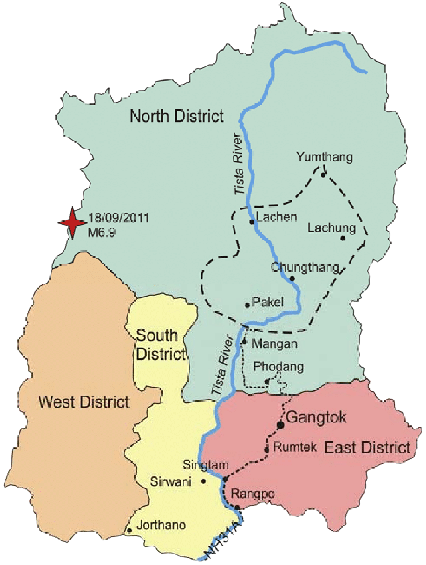 North District
Tista River
Yumthang
18/09/2011
M6.9
Lachen
Lachung
Chungthang
Pakel
South
District
Mangan
Tista River
Phodang
West District
Gangtok
Rumtek
East District
Singtam
Sirwani
Rangpo
Jorthano
NH31A